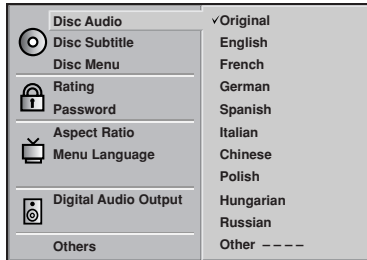 Disc Audio
Disc Subtitle
Disc Menu
Rating
Password
Aspect Ratio
Menu Language
Digital Audio Output
Others
✓Original
English
French
German
Spanish
Italian
Chinese
Polish
Hungarian
Russian
Other – – – –